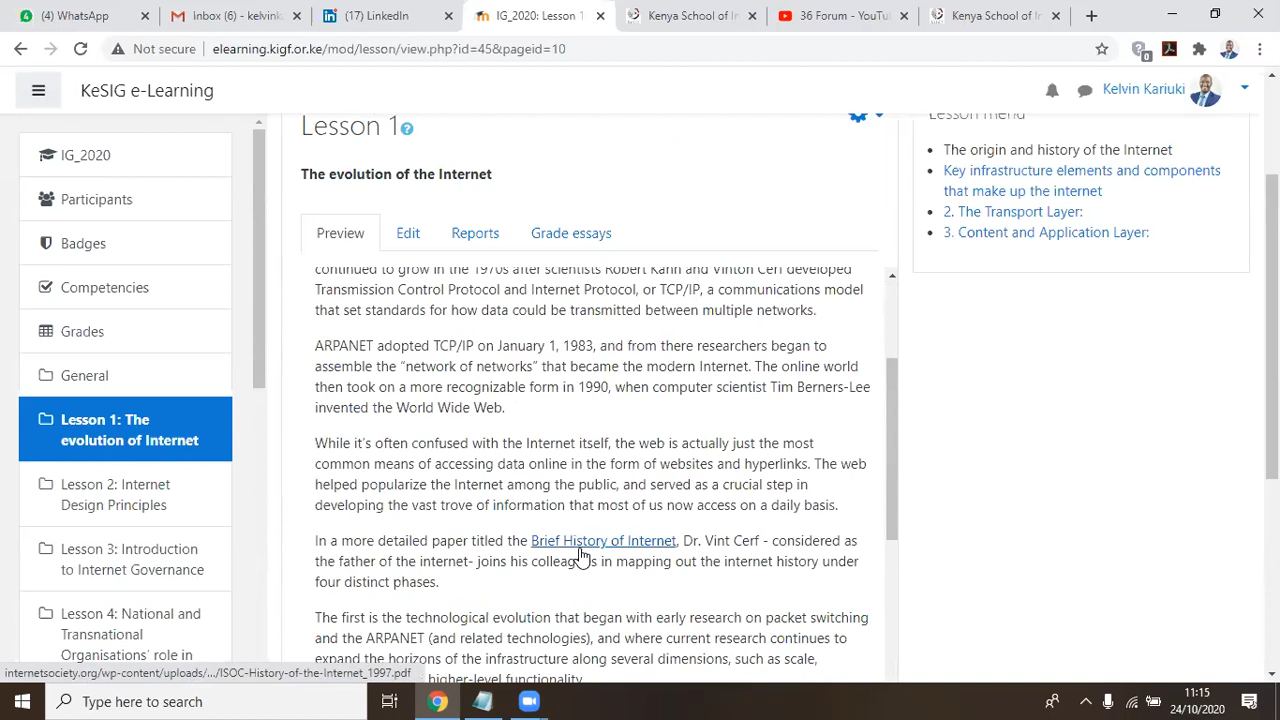 (4) WhatsApp
Inbox (6) - kelvink
(17) LinkedIn
IG_2020: Lesson 1
Kenya School of In
36 Forum - YouTu
Kenya School of In
Not secure
elearning.kigf.or.ke/mod/lesson/view.php?id=45&pageid=10
0
KeSIG e-Learning
Kelvin Kariuki
IG_2020
Participants
Badges
Competencies
Grades
General
Lesson 1: The
evolution of Internet
Lesson 2: Internet
Design Principles
Lesson 3: Introduction
to Internet Governance
Lesson 4: National and
Transnational
Organisations' role in
Lesson 1
The evolution of the Internet
Preview
Edit
Reports
Grade essays
continued to grow in the 1970s after scientists Robert Kahn and Vinton Cerf developed
Transmission Control Protocol and Internet Protocol, or TCP/IP, a communications model
that set standards for how data could be transmitted between multiple networks.
ARPANET adopted TCP/IP on January 1, 1983, and from there researchers began to
assemble the “network of networks” that became the modern Internet. The online world
then took on a more recognizable form in 1990, when computer scientist Tim Berners-Lee
invented the World Wide Web.
While it’s often confused with the Internet itself, the web is actually just the most
common means of accessing data online in the form of websites and hyperlinks. The web
helped popularize the Internet among the public, and served as a crucial step in
developing the vast trove of information that most of us now access on a daily basis.
In a more detailed paper titled the Brief History of Internet, Dr. Vint Cerf - considered as
the father of the internet- joins his colleagues in mapping out the internet history under
four distinct phases.
The first is the technological evolution that began with early research on packet switching
and the ARPANET (and related technologies), and where current research continues to
expand the horizons of the infrastructure along several dimensions, such as scale,
higher-level functionality.
Lesson menu
The origin and history of the Internet
Key infrastructure elements and components
that make up the internet
2. The Transport Layer:
3. Content and Application Layer:
internetsociety.org/wp-content/uploads/.../ISOC-History-of-the-Internet_1997.pdf
Type here to search
11:15
24/10/2020